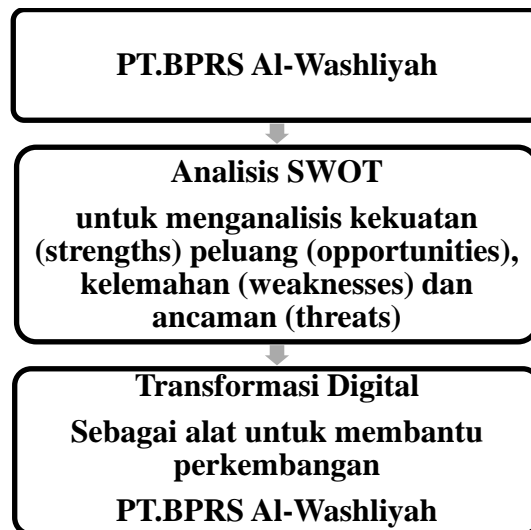 PT.BPRS Al-Washliyah
Analisis SWOT
untuk menganalisis kekuatan
(strengths) peluang (opportunities),
kelemahan (weaknesses) dan
ancaman (threats)
Transformasi Digital
Sebagai alat untuk membantu
perkembangan
PT.BPRS Al-Washliyah